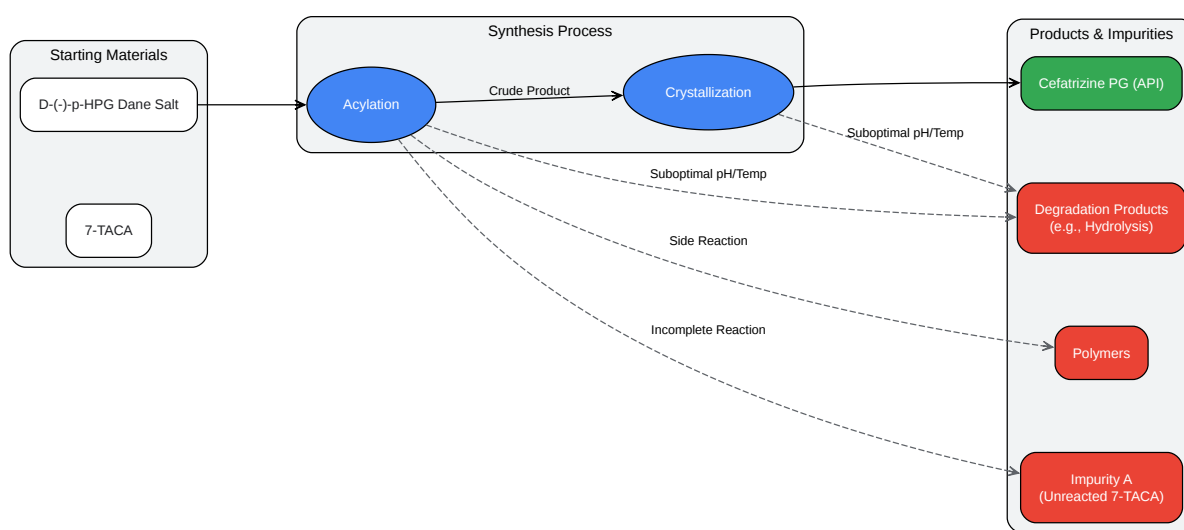 Starting Materials
D-(-)-p-HPG Dane Salt
7-TACA
Synthesis Process
Acylation
Crude Product
Crystallization
Suboptimal pH/Temp
Suboptimal pH/Temp
Side Reaction
Incomplete Reaction
Products & Impurities
Cefatrizine PG (API)
Degradation Products
(e.g., Hydrolysis)
Polymers
Impurity A
(Unreacted 7-TACA)